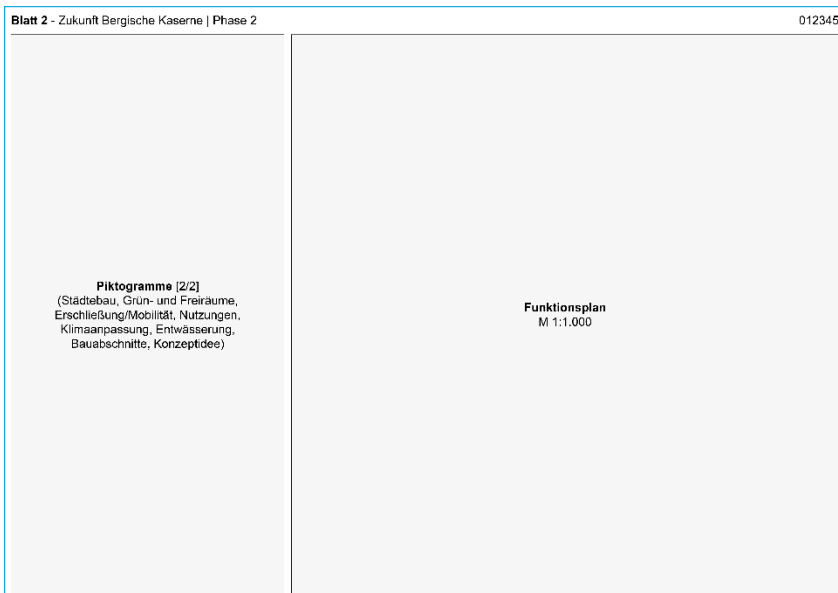 Blatt 2 - Zukunft Bergische Kaserne | Phase 2
012345
Piktogramme [2/2]
(Städtebau, Grün- und Freiräume,
Erschließung/Mobilität, Nutzungen,
Klimaanpassung, Entwässerung,
Bauabschnitte, Konzeptidee)
Funktionsplan
M 1:1.000